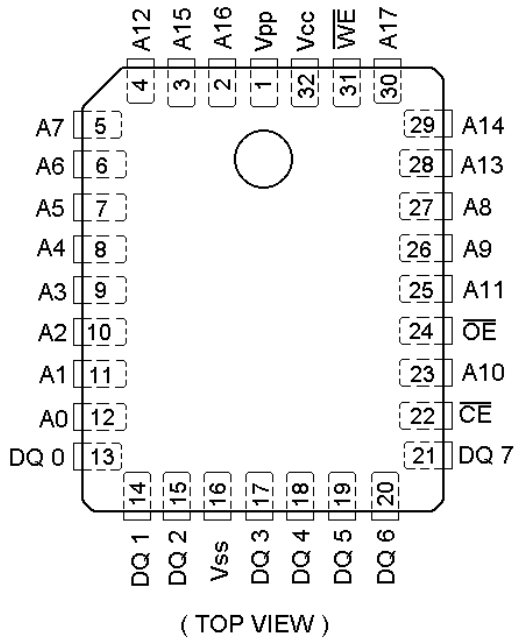 A12 A15 A16 Vpp Vcc W̅E̅ A17
4 3 2 1 32 31 30
A7 5 29 A14
A6 6 28 A13
A5 7 27 A8
A4 8 26 A9
A3 9 25 A11
A2 10 24 O̅E̅
A1 11 23 A10
A0 12 22 C̅E̅
DQ 0 13 21 DQ 7
14 15 16 17 18 19 20
DQ 1 DQ 2 Vss DQ 3 DQ 4 DQ 5 DQ 6
( TOP VIEW )